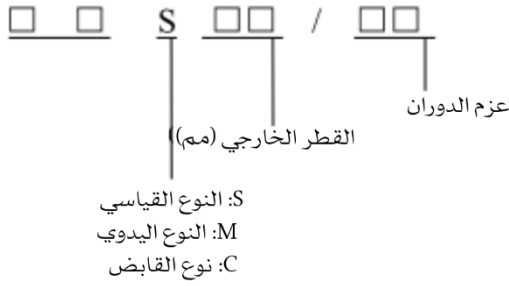 □ □ S □□ / □□
عزم الدوران
القطر الخارجي (مم))
S: النوع القياسي
M: النوع اليدوي
C: نوع القابض